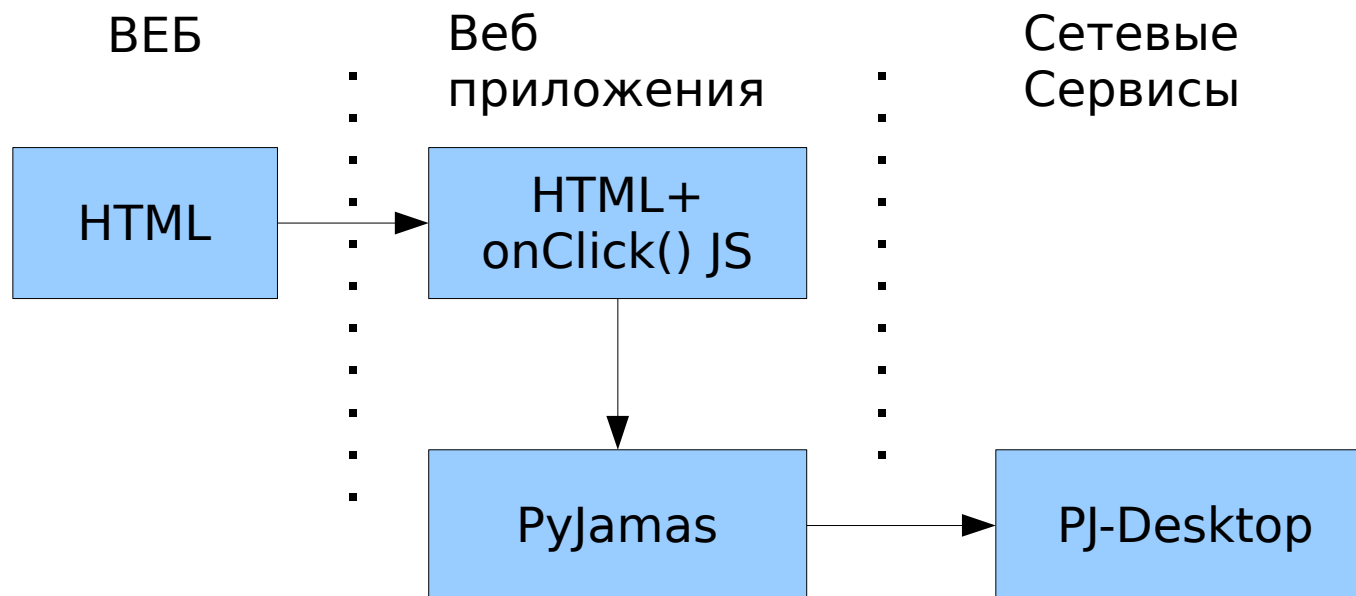 ВЕБ
Веб
приложения
Сетевые
Сервисы
HTML
HTML+
onClick() JS
PyJamas
PJ-Desktop